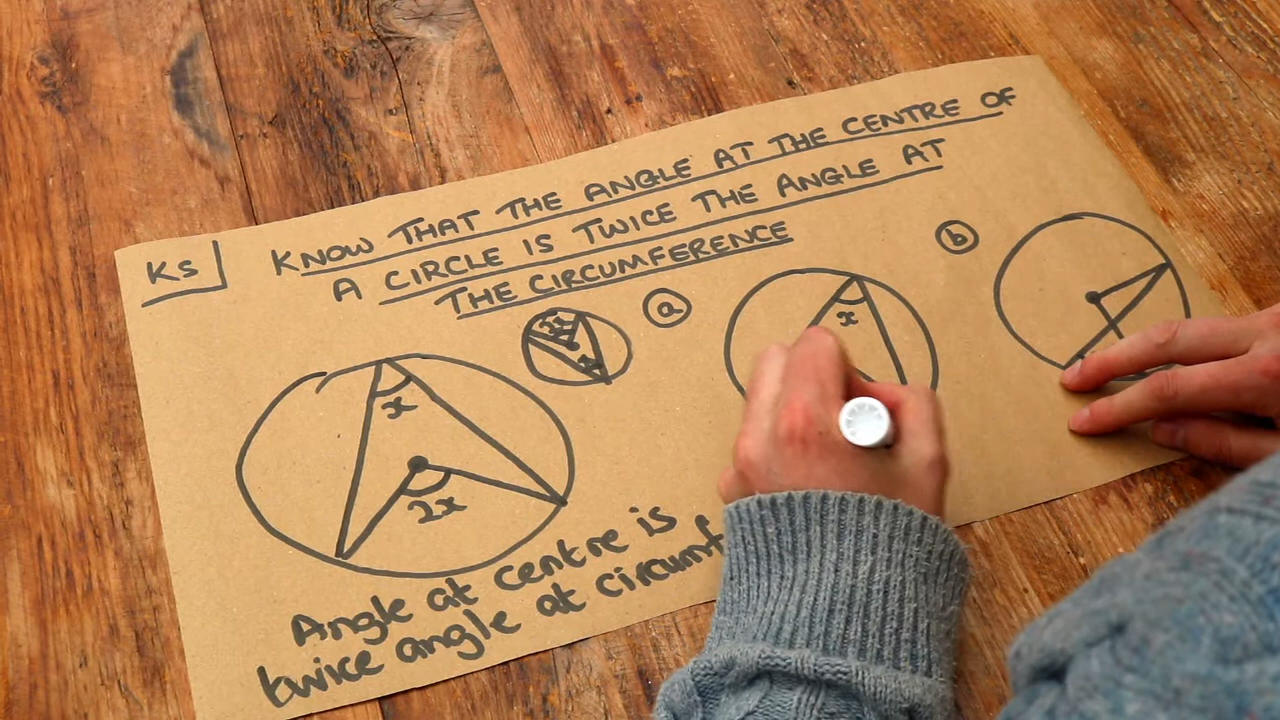 Ks
KNOW THAT THE ANGLE AT THE CENTRE OF
A CIRCLE IS TWICE THE ANGLE AT
THE CIRCUMFERENCE
a
b
x
2x
x
Angle at centre is
twice angle at circumf